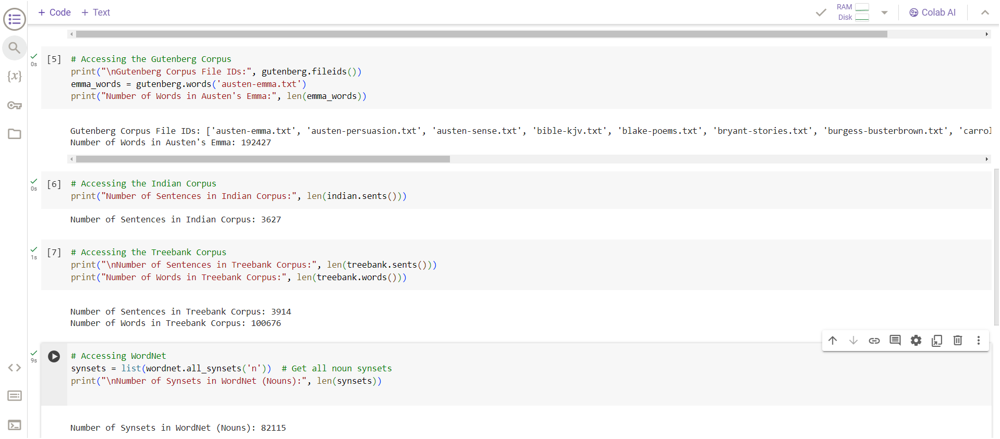 + Code + Text
RAM
Disk
Colab AI
{x}
0s
[5] # Accessing the Gutenberg Corpus
print("\nGutenberg Corpus File IDs:", gutenberg.fileids())
emma_words = gutenberg.words('austen-emma.txt')
print("Number of Words in Austen's Emma:", len(emma_words))
Gutenberg Corpus File IDs: ['austen-emma.txt', 'austen-persuasion.txt', 'austen-sense.txt', 'bible-kjv.txt', 'blake-poems.txt', 'bryant-stories.txt', 'burgess-busterbrown.txt', 'carrol
Number of Words in Austen's Emma: 192427
0s
[6] # Accessing the Indian Corpus
print("Number of Sentences in Indian Corpus:", len(indian.sents()))
Number of Sentences in Indian Corpus: 3627
1s
[7] # Accessing the Treebank Corpus
print("\nNumber of Sentences in Treebank Corpus:", len(treebank.sents()))
print("Number of Words in Treebank Corpus:", len(treebank.words()))
Number of Sentences in Treebank Corpus: 3914
Number of Words in Treebank Corpus: 100676
9s
# Accessing WordNet
synsets = list(wordnet.all_synsets('n')) # Get all noun synsets
print("\nNumber of Synsets in WordNet (Nouns):", len(synsets))
Number of Synsets in WordNet (Nouns): 82115